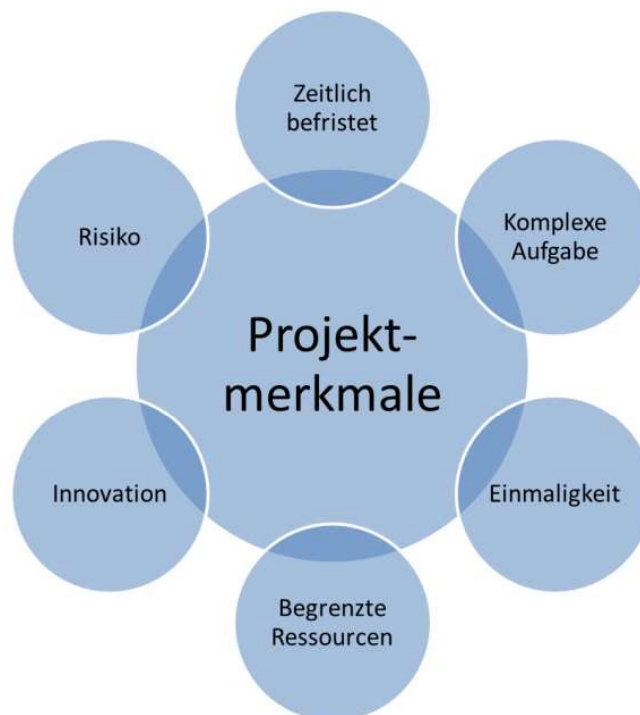 Zeitlich
befristet
Komplexe
Aufgabe
Einmaligkeit
Begrenzte
Ressourcen
Innovation
Risiko
Projekt-
merkmale